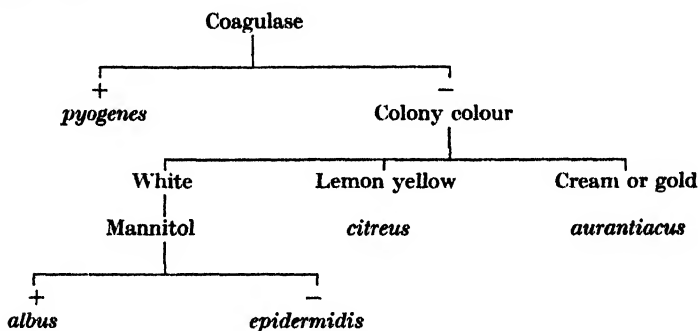 Coagulase
+ −
pyogenes Colony colour
White Lemon yellow Cream or gold
Mannitol citreus aurantiacus
+ −
albus epidermidis